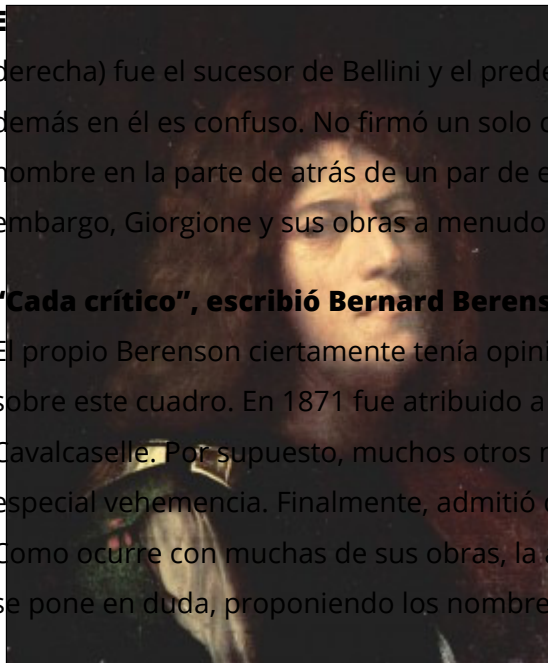 E
derecha) fue el sucesor de Bellini y el prede
demás en él es confuso. No firmó un solo c
nombre en la parte de atrás de un par de e
embargo, Giorgione y sus obras a menudo
“Cada crítico”, escribió Bernard Berens
El propio Berenson ciertamente tenía opini
sobre este cuadro. En 1871 fue atribuido a
Cavalcaselle. Por supuesto, muchos otros n
especial vehemencia. Finalmente, admitió
Como ocurre con muchas de sus obras, la a
se pone en duda, proponiendo los nombre